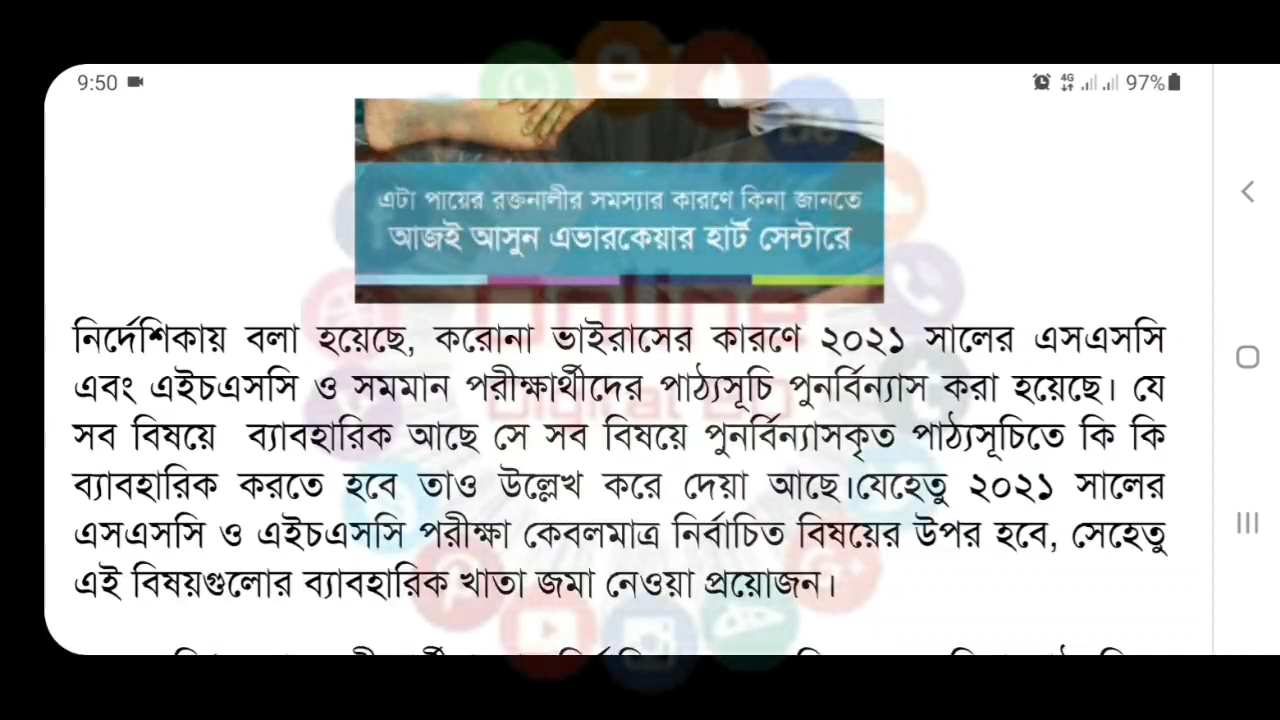 9:50
4G 97%
এটা পায়ের রক্তনালীর সমস্যার কারণে কিনা জানতে
আজই আসুন এভারকেয়ার হার্ট সেন্টারে
Online
Digital
নির্দেশিকায় বলা হয়েছে, করোনা ভাইরাসের কারণে ২০২১ সালের এসএসসি
এবং এইচএসসি ও সমমান পরীক্ষার্থীদের পাঠ্যসূচি পুনর্বিন্যাস করা হয়েছে। যে
সব বিষয়ে ব্যাবহারিক আছে সে সব বিষয়ে পুনর্বিন্যাসকৃত পাঠ্যসূচিতে কি কি
ব্যাবহারিক করতে হবে তাও উল্লেখ করে দেয়া আছে।যেহেতু ২০২১ সালের
এসএসসি ও এইচএসসি পরীক্ষা কেবলমাত্র নির্বাচিত বিষয়ের উপর হবে, সেহেতু
এই বিষয়গুলোর ব্যাবহারিক খাতা জমা নেওয়া প্রয়োজন।